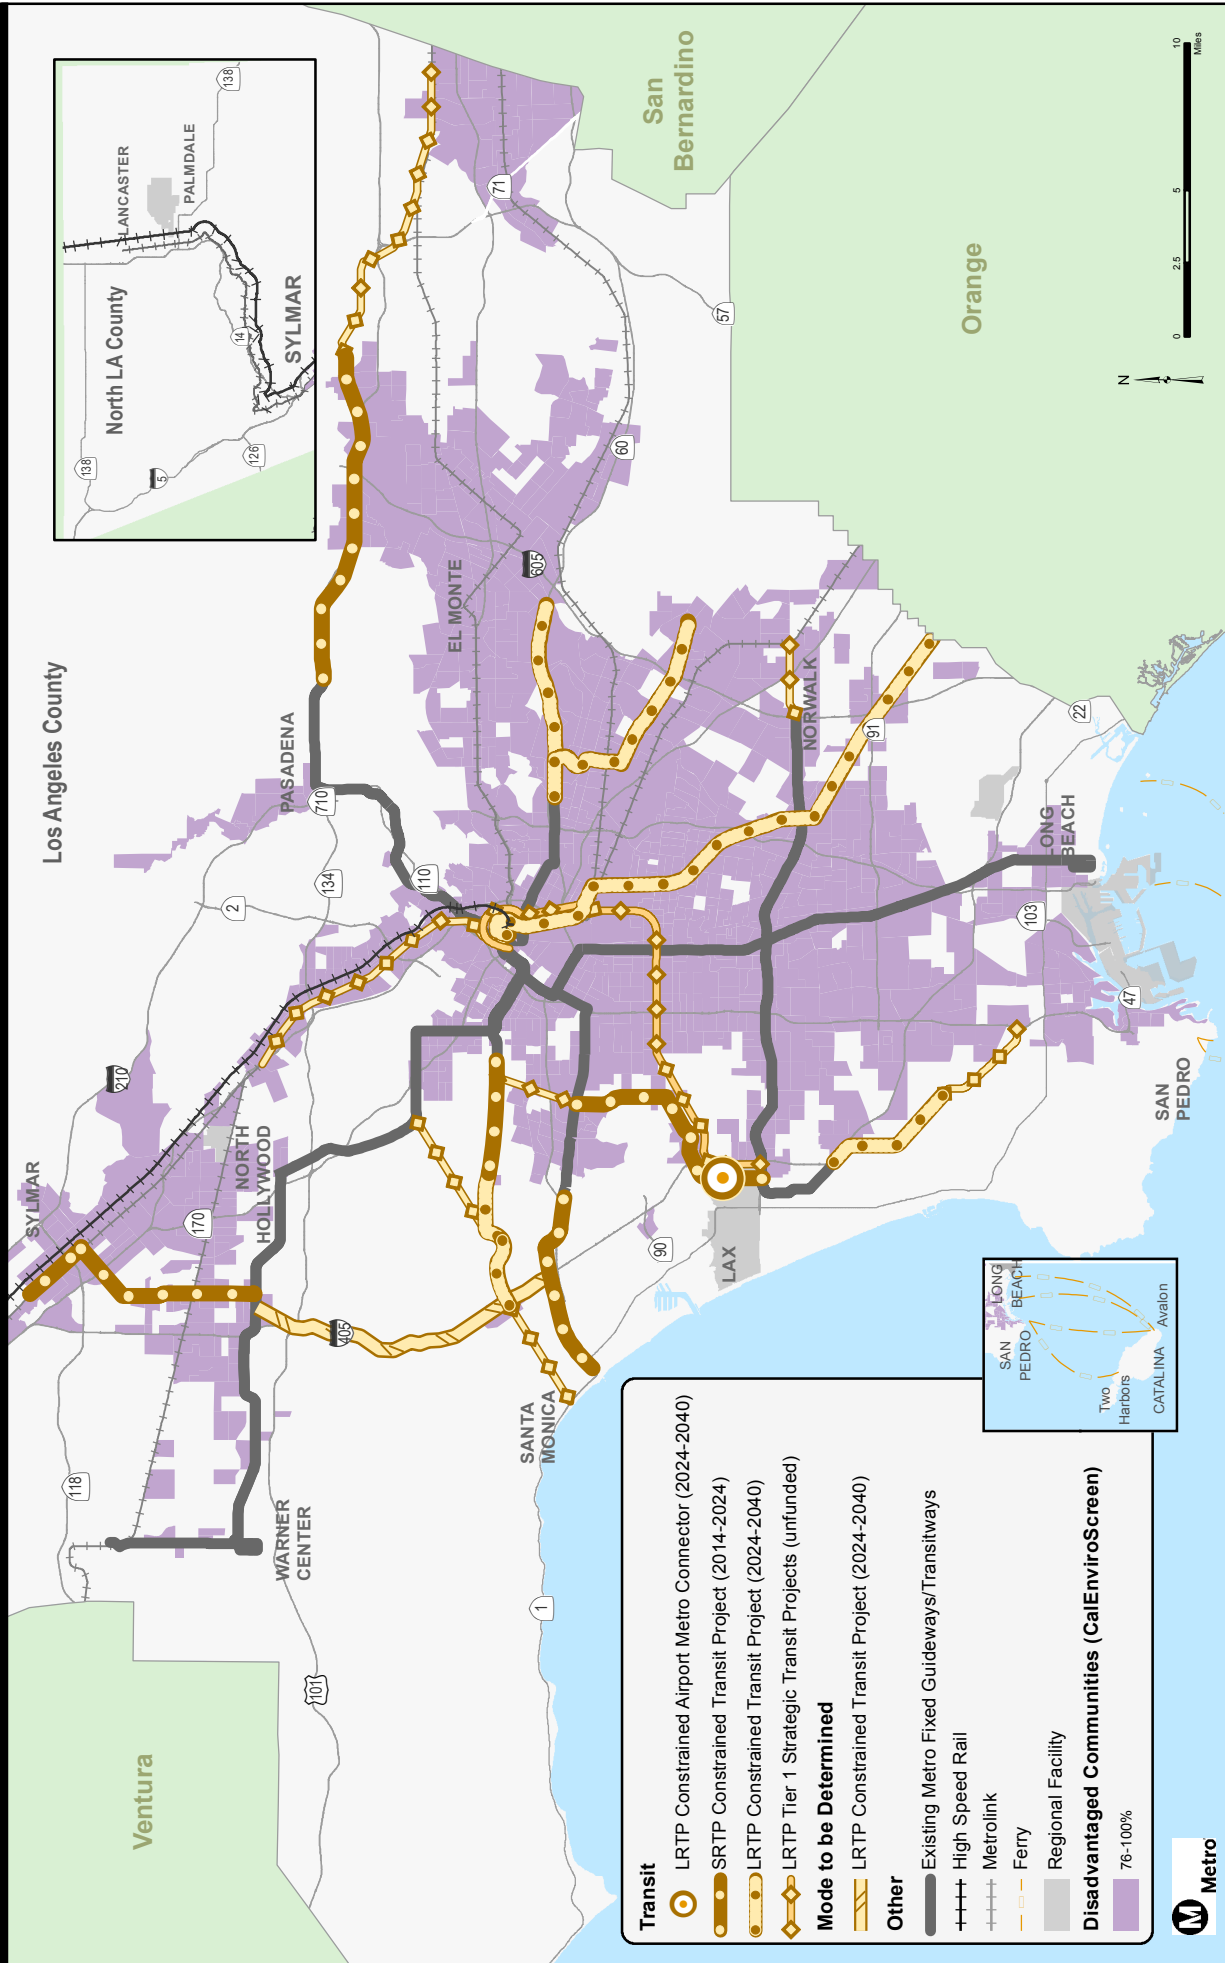 Los Angeles County
Ventura
San
Bernardino
Orange
North LA County
LANCASTER
PALMDALE
SYLMAR
138
138
14
126
5
SYLMAR
NORTH
HOLLYWOOD
WARNER
CENTER
PASADENA
EL MONTE
SANTA
MONICA
LAX
NORWALK
LONG
BEACH
SAN
PEDRO
118
101
1
170
210
405
2
134
710
110
90
605
60
71
57
91
22
103
47
Transit
LRTP Constrained Airport Metro Connector (2024-2040)
SRTP Constrained Transit Project (2014-2024)
LRTP Constrained Transit Project (2024-2040)
LRTP Tier 1 Strategic Transit Projects (unfunded)
Mode to be Determined
LRTP Constrained Transit Project (2024-2040)
Other
Existing Metro Fixed Guideways/Transitways
High Speed Rail
Metrolink
Ferry
Regional Facility
Disadvantaged Communities (CalEnviroScreen)
76-100%
SAN
PEDRO
LONG
BEACH
Two
Harbors
CATALINA
Avalon
N
0 2.5 5 10
Miles
M
Metro